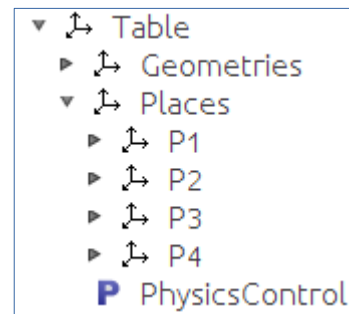 Table
Geometries
Places
P1
P2
P3
P4
P PhysicsControl